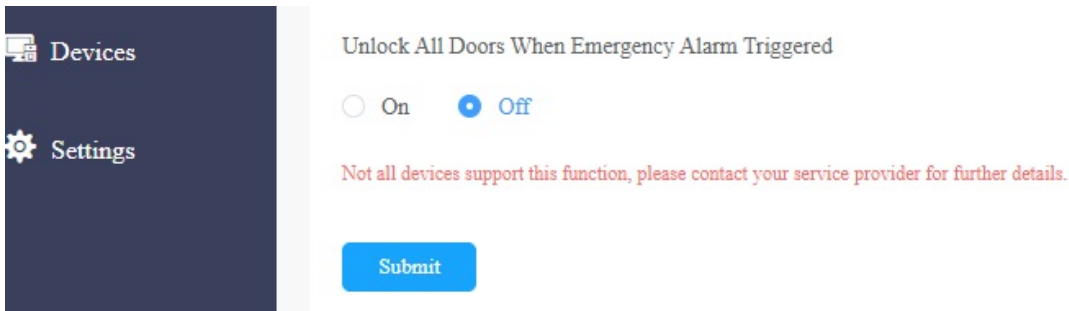 Devices
Settings
Unlock All Doors When Emergency Alarm Triggered
On Off
Not all devices support this function, please contact your service provider for further details.
Submit